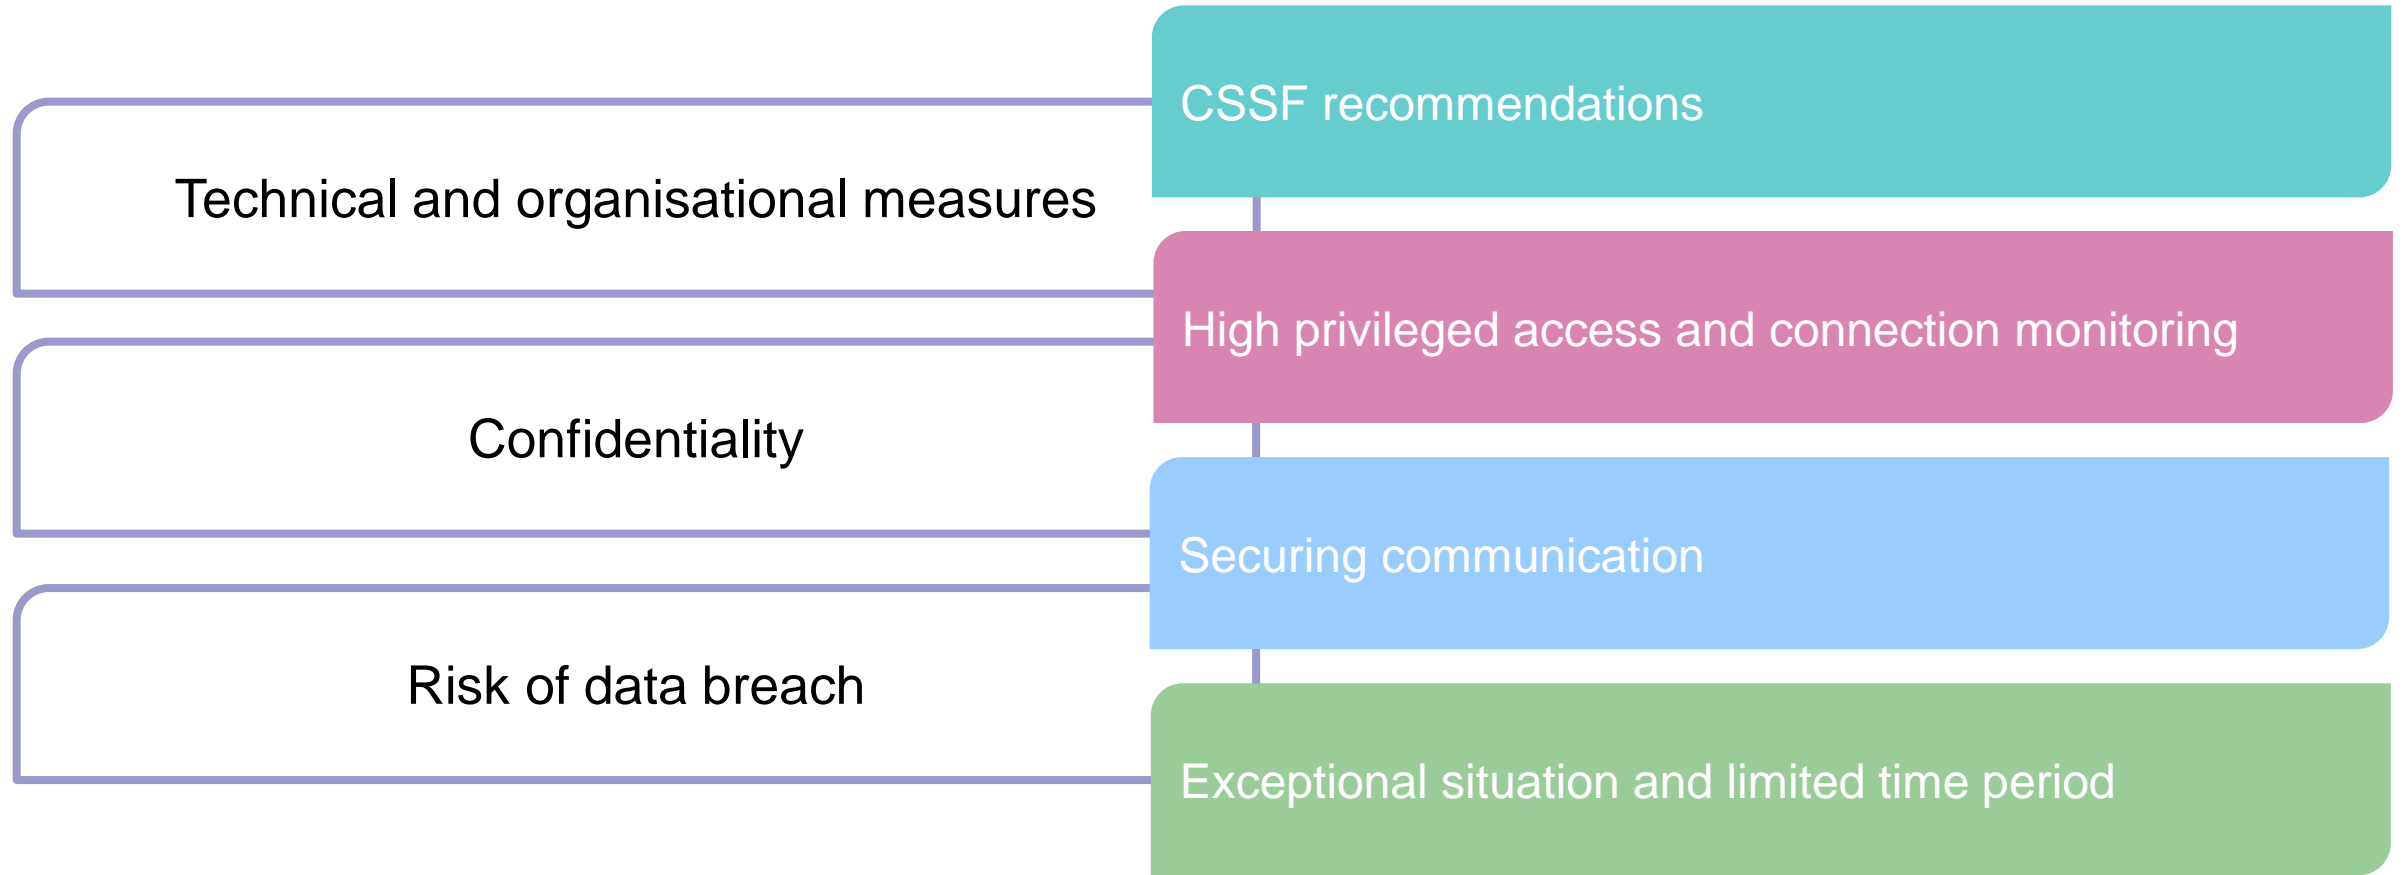 Technical and organisational measures
Confidentiality
Risk of data breach
CSSF recommendations
High privileged access and connection monitoring
Securing communication
Exceptional situation and limited time period